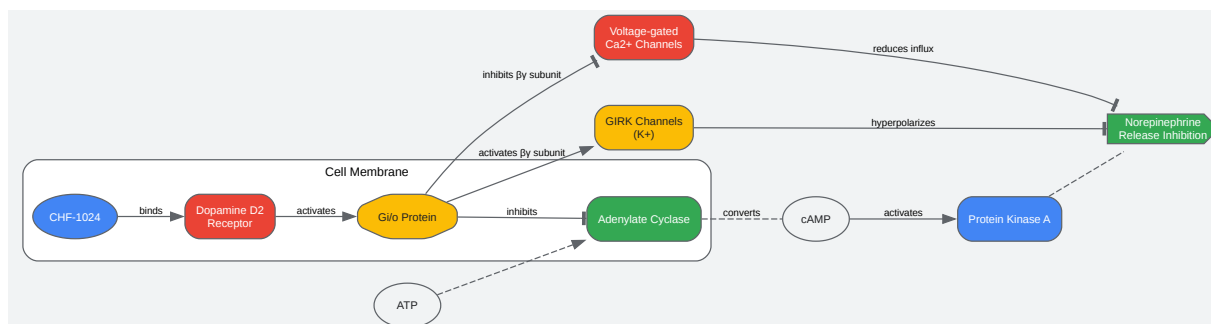 Voltage-gated
Ca2+ Channels
reduces influx
inhibits βγ subunit
GIRK Channels
(K+)
hyperpolarizes
Norepinephrine
Release Inhibition
activates βγ subunit
Cell Membrane
CHF-1024
binds
Dopamine D2
Receptor
activates
Gi/o Protein
inhibits
Adenylate Cyclase
converts
cAMP
activates
Protein Kinase A
ATP